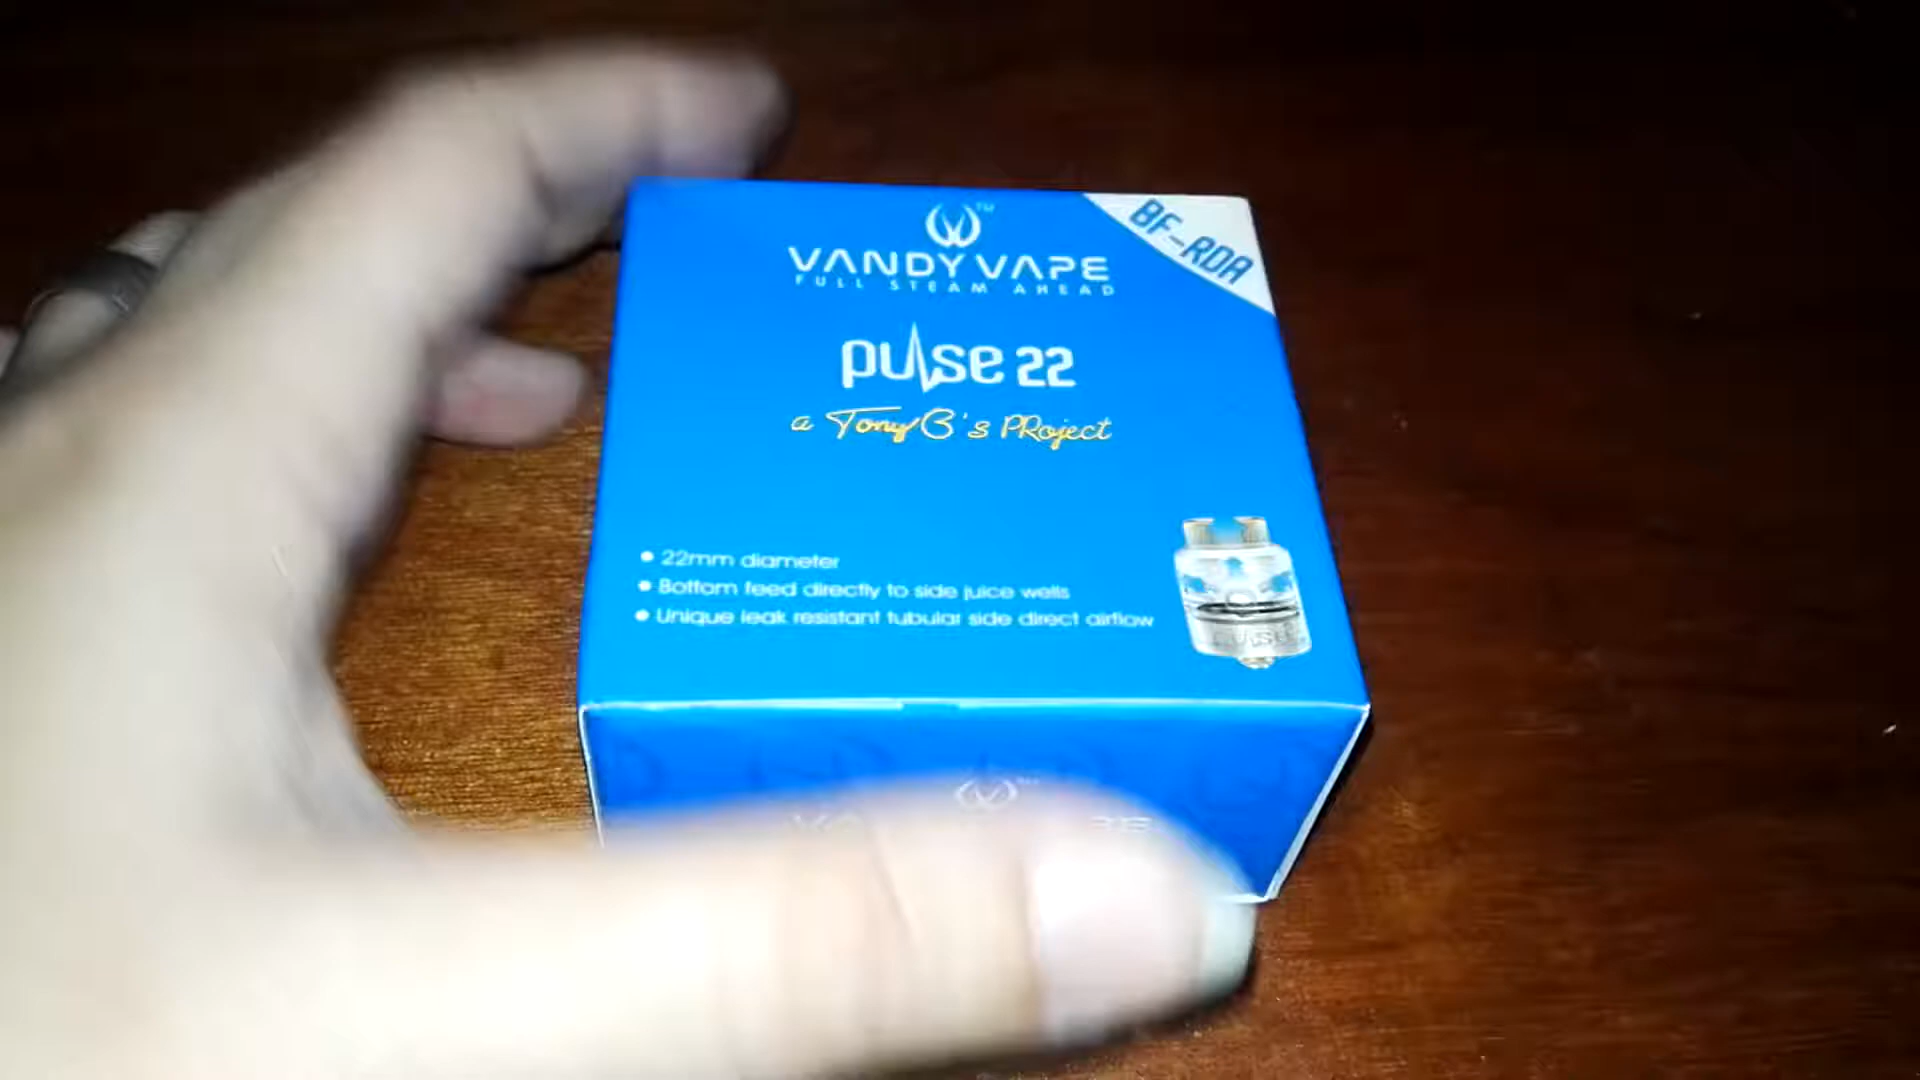 BF-RDA
TM
VANDY VAPE
FULL STEAM AHEAD
pulse 22
a Tony B's PRoject
• 22mm diameter
• Bottom feed directly to side juice wells
• Unique leak resistant tubular side direct airflow